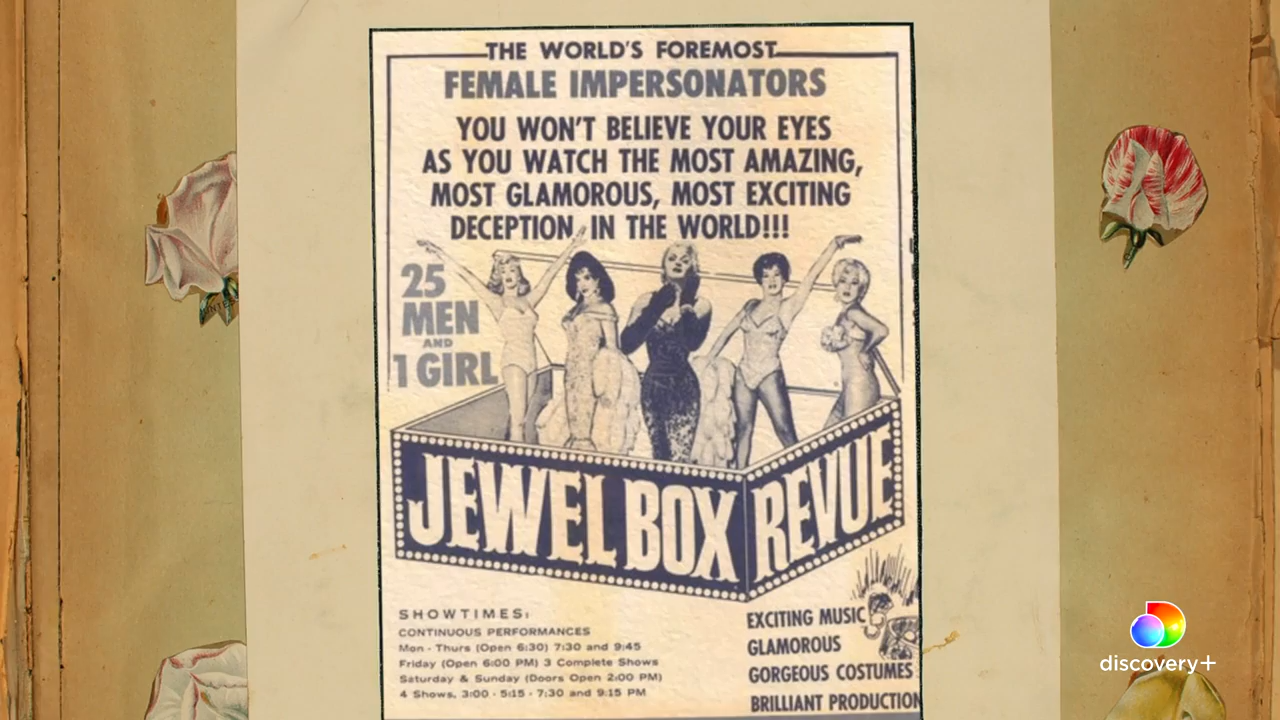 THE WORLD'S FOREMOST
FEMALE IMPERSONATORS
YOU WON'T BELIEVE YOUR EYES
AS YOU WATCH THE MOST AMAZING,
MOST GLAMOROUS, MOST EXCITING
DECEPTION IN THE WORLD!!!
25
MEN
AND
1 GIRL
JEWEL BOX REVUE
SHOWTIMES:
CONTINUOUS PERFORMANCES
Mon - Thurs (Open 6:30) 7:30 and 9:45
Friday (Open 6:00 PM) 3 Complete Shows
Saturday & Sunday (Doors Open 2:00 PM)
4 Shows, 3:00 - 5:15 - 7:30 and 9:15 PM
EXCITING MUSIC
GLAMOROUS
GORGEOUS COSTUMES
BRILLIANT PRODUCTION
discovery+